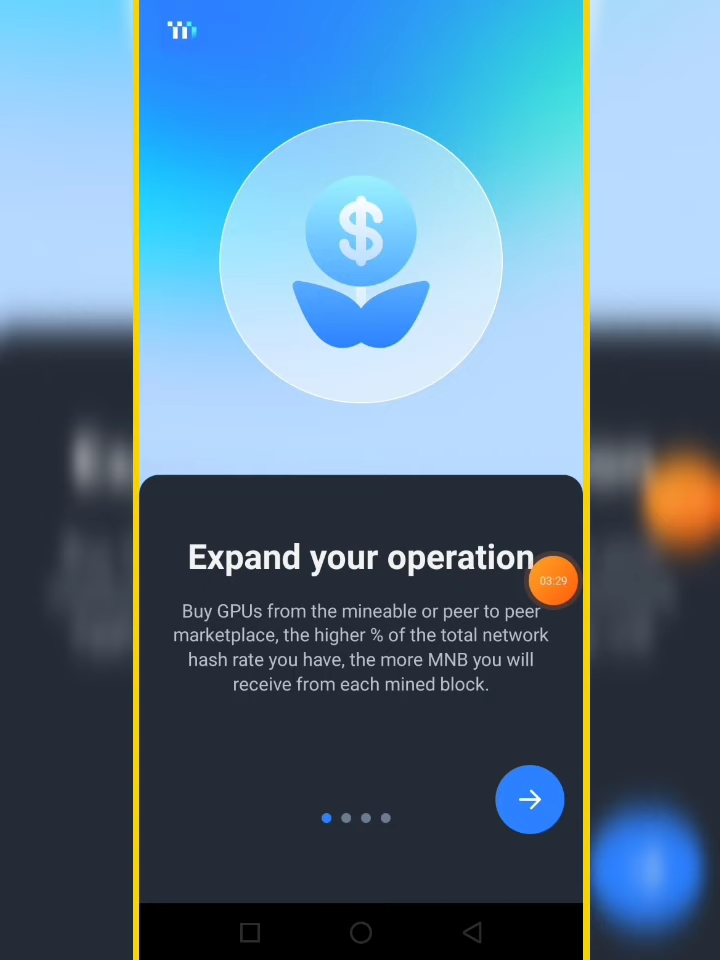 $
Expand your operation
03:29
Buy GPUs from the mineable or peer to peer
marketplace, the higher % of the total network
hash rate you have, the more MNB you will
receive from each mined block.